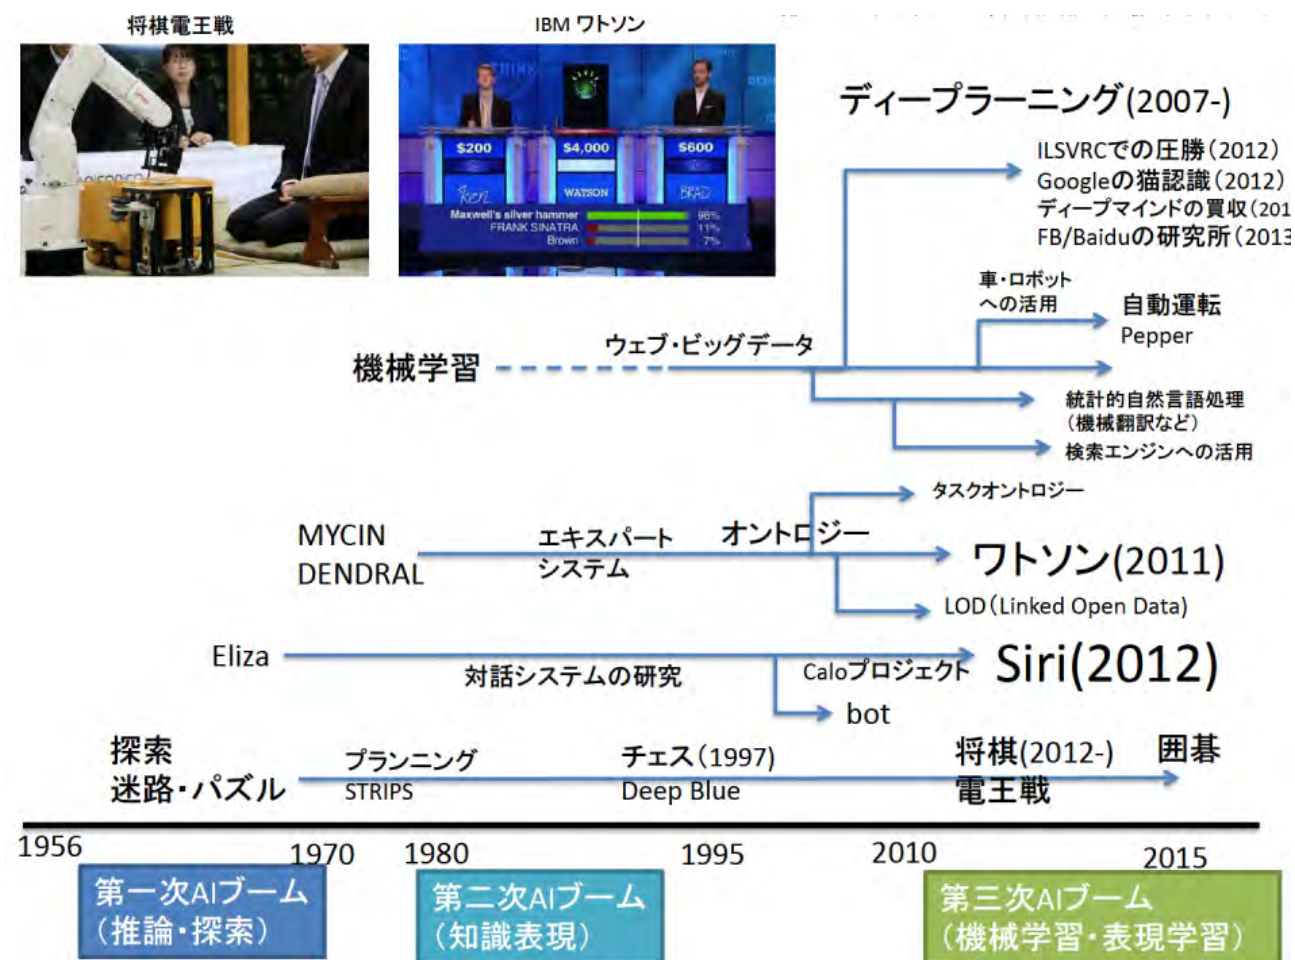 将棋電王戦
IBM ワトソン
$200
$4,000
$600
WATSON
BRAD
Maxwell's silver hammer 96%
FRANK SINATRA 11%
Brown 7%
ディープラーニング(2007-)
ILSVRCでの圧勝(2012)
Googleの猫認識(2012)
ディープマインドの買収(201
FB/Baiduの研究所(2013
車・ロボット
への活用
自動運転
Pepper
ウェブ・ビッグデータ
機械学習
統計的自然言語処理
(機械翻訳など)
検索エンジンへの活用
タスクオントロジー
MYCIN
DENDRAL
エキスパート
システム
オントロジー
ワトソン(2011)
LOD(Linked Open Data)
Eliza
対話システムの研究
Caloプロジェクト
Siri(2012)
bot
探索
迷路・パズル
プランニング
STRIPS
チェス(1997)
Deep Blue
将棋(2012-)
電王戦
囲碁
1956
1970
1980
1995
2010
2015
第一次AIブーム
(推論・探索)
第二次AIブーム
(知識表現)
第三次AIブーム
(機械学習・表現学習)